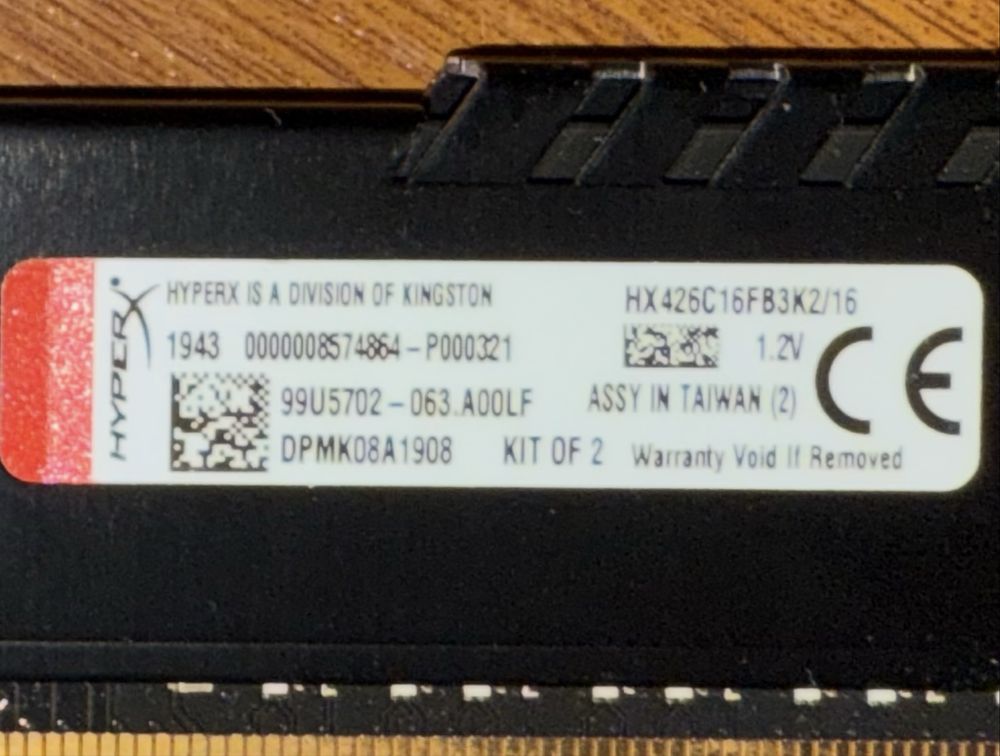 HYPERX
HYPERX IS A DIVISION OF KINGSTON
HX426C16FB3K2/16
1943 0000008574864-P000321
1.2V
CE
99U5702-063.A00LF
ASSY IN TAIWAN (2)
DPMK08A1908
KIT OF 2
Warranty Void If Removed